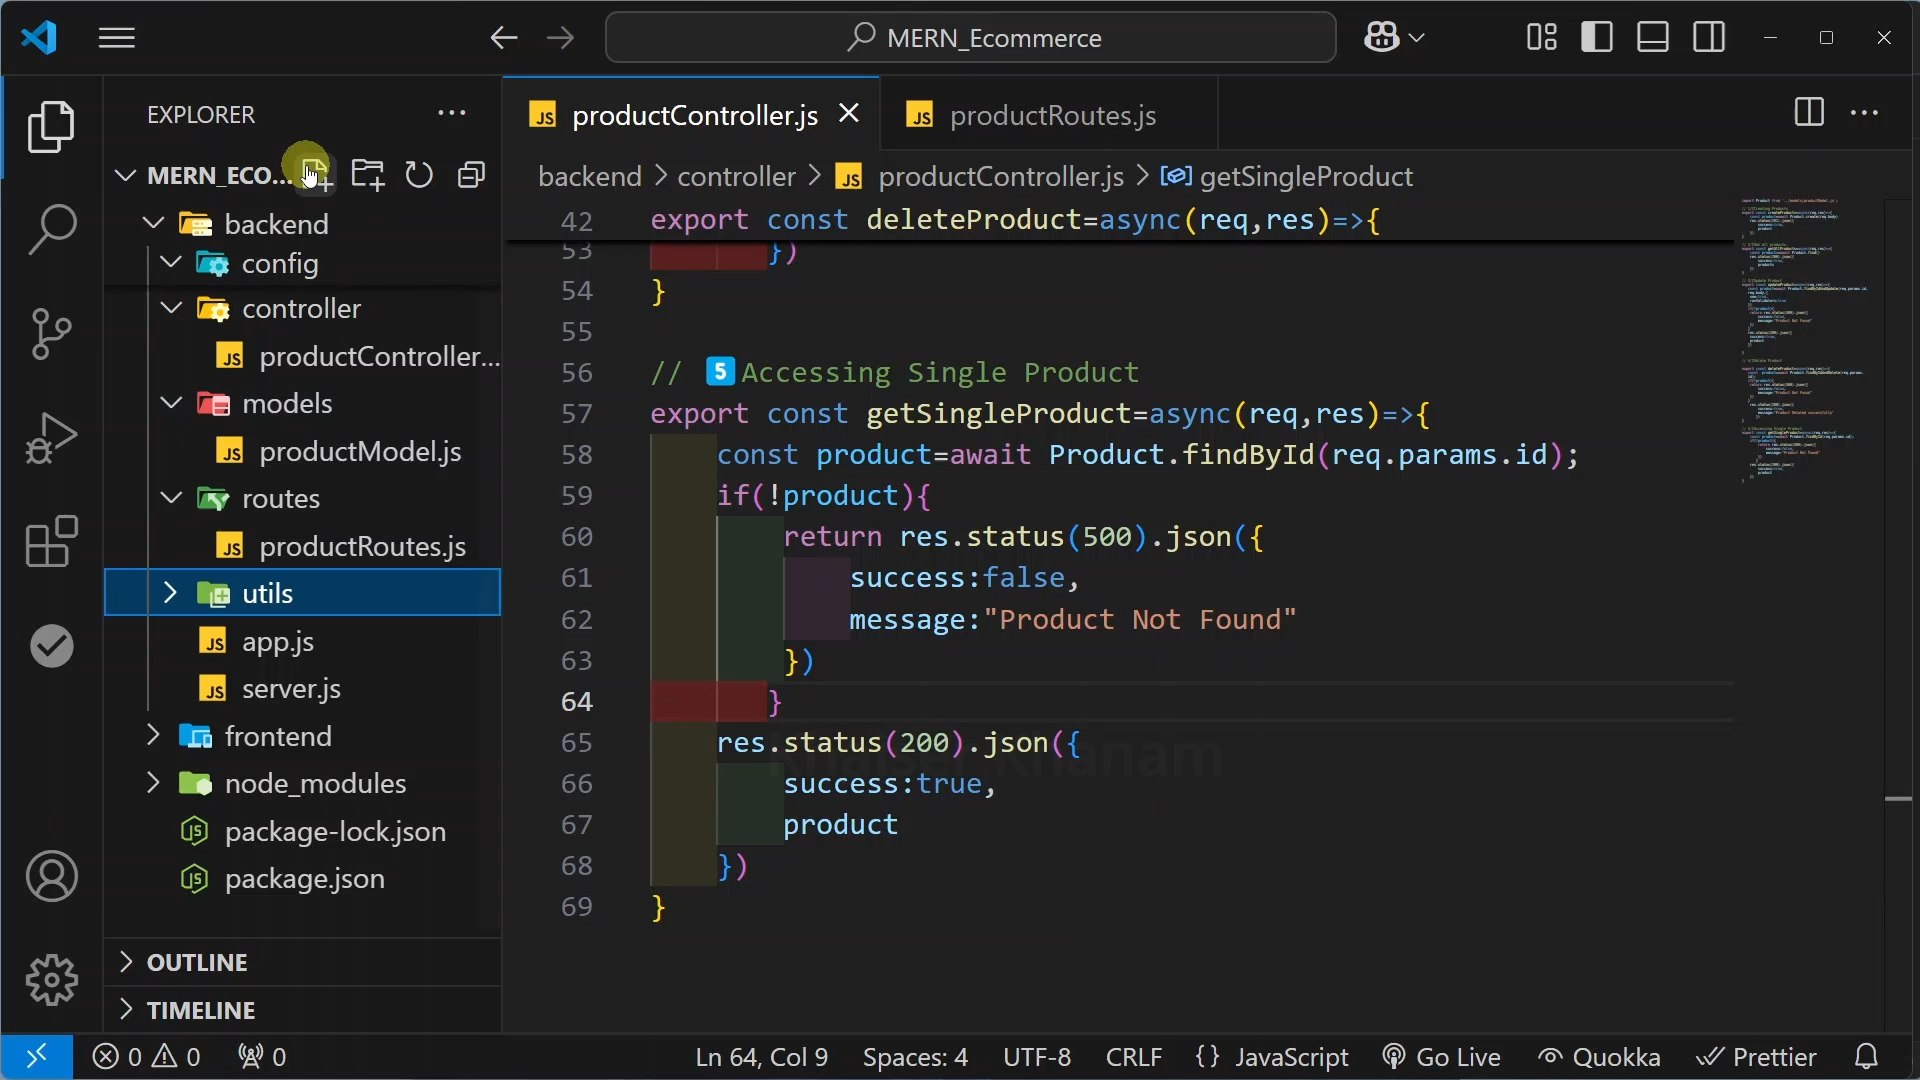 MERN_Ecommerce
EXPLORER
productController.js
productRoutes.js
MERN_ECO...
backend > controller > JS productController.js > getSingleProduct
backend
config
controller
JS productController...
models
JS productModel.js
routes
JS productRoutes.js
utils
JS app.js
JS server.js
frontend
node_modules
package-lock.json
package.json
OUTLINE
TIMELINE
42 export const deleteProduct=async(req,res)=>{
53 })
54 }
55
56 // 5️⃣Accessing Single Product
57 export const getSingleProduct=async(req,res)=>{
58 const product=await Product.findById(req.params.id);
59 if(!product){
60 return res.status(500).json({
61 success:false,
62 message:"Product Not Found"
63 })
64 }
65 res.status(200).json({
66 success:true,
67 product
68 })
69 }
0 0 0
Ln 64, Col 9 Spaces: 4 UTF-8 CRLF {} JavaScript Go Live Quokka Prettier